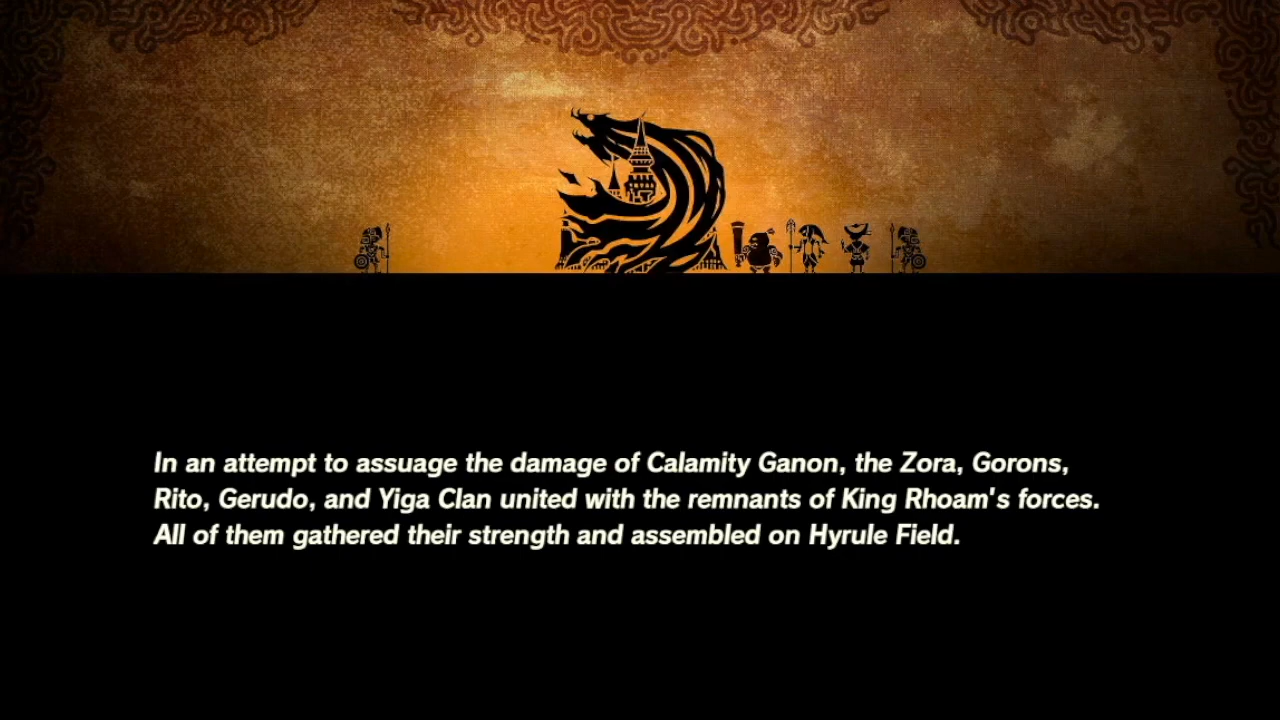 In an attempt to assuage the damage of Calamity Ganon, the Zora, Gorons,
Rito, Gerudo, and Yiga Clan united with the remnants of King Rhoam's forces.
All of them gathered their strength and assembled on Hyrule Field.